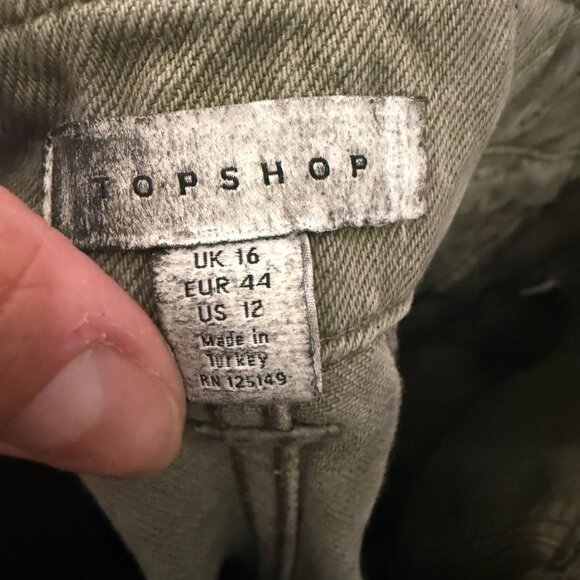 TOPSHOP
UK 16
EUR 44
US 12
Made in
Turkey
RN 125149